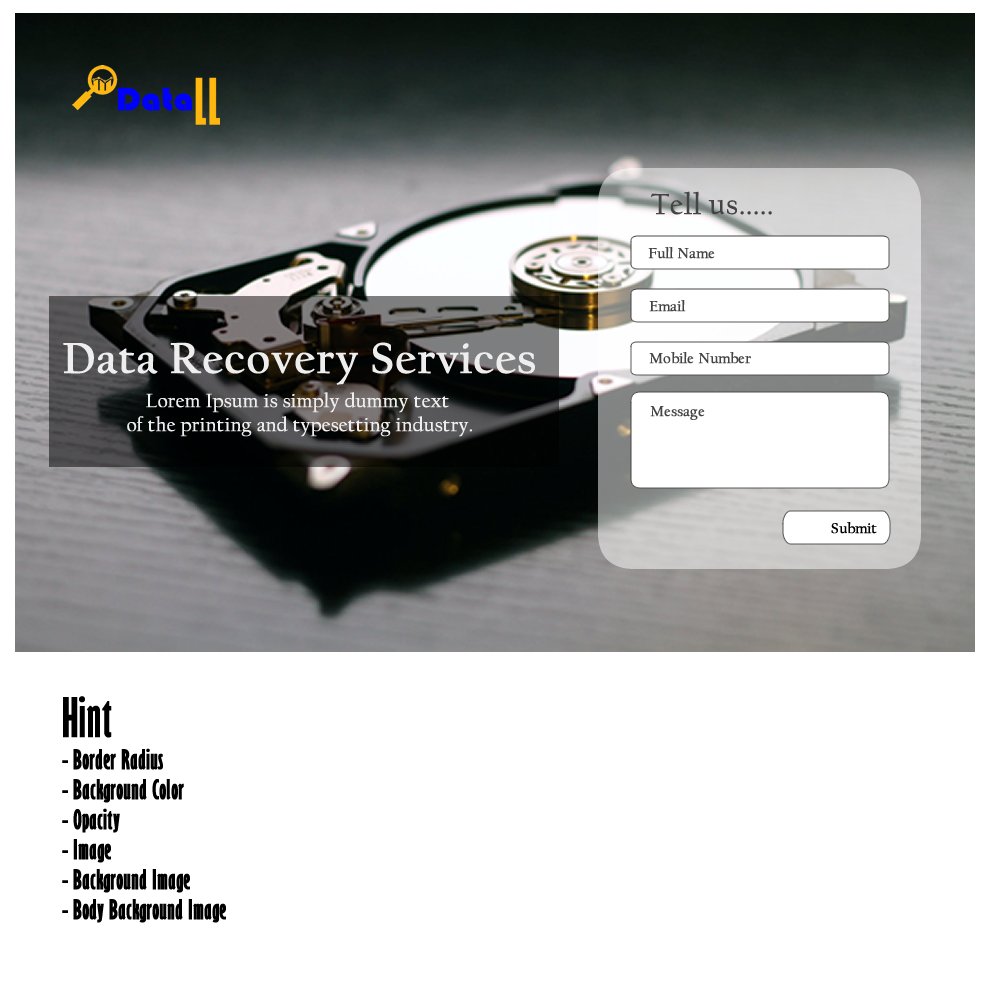 Datall
Tell us.....
Full Name
Email
Mobile Number
Message
Submit
Data Recovery Services
Lorem Ipsum is simply dummy text
of the printing and typesetting industry.
Hint
- Border Radius
- Background Color
- Opacity
- Image
- Background Image
- Body Background Image